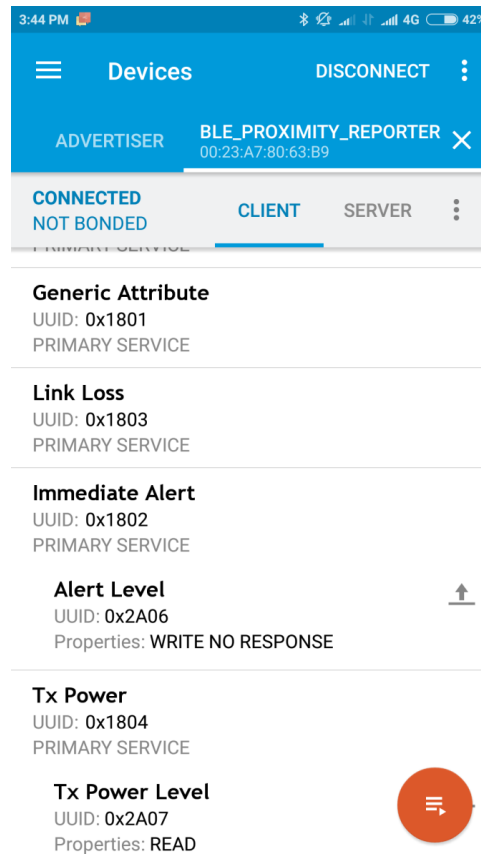 3:44 PM 4G 42%
Devices DISCONNECT
ADVERTISER BLE_PROXIMITY_REPORTER
00:23:A7:80:63:B9
CONNECTED
NOT BONDED CLIENT SERVER
PRIMARY SERVICE
Generic Attribute
UUID: 0x1801
PRIMARY SERVICE
Link Loss
UUID: 0x1803
PRIMARY SERVICE
Immediate Alert
UUID: 0x1802
PRIMARY SERVICE
Alert Level
UUID: 0x2A06
Properties: WRITE NO RESPONSE
Tx Power
UUID: 0x1804
PRIMARY SERVICE
Tx Power Level
UUID: 0x2A07
Properties: READ